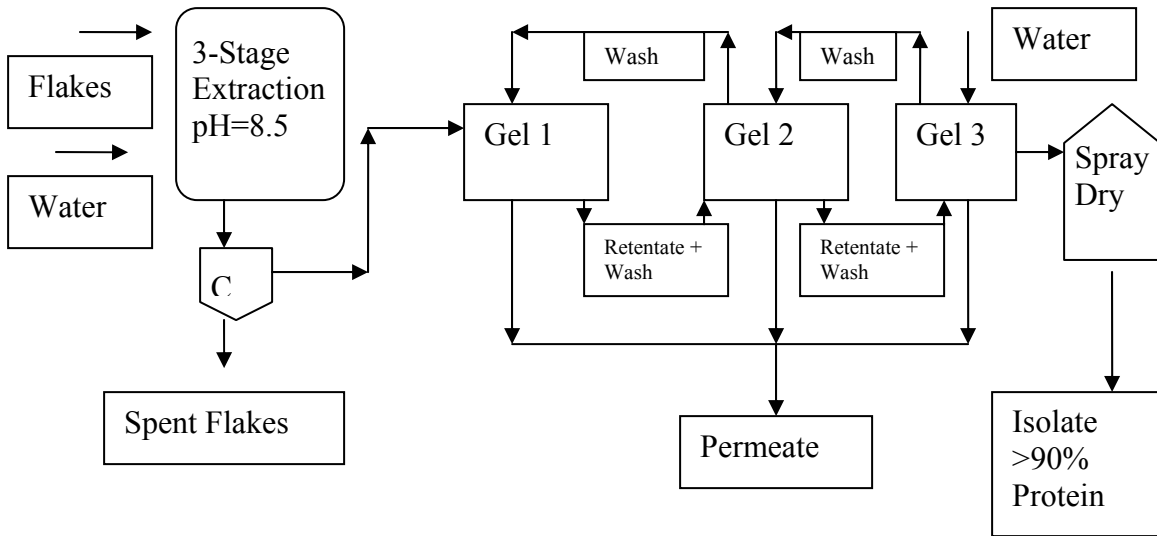 Flakes
Water
3-Stage
Extraction
pH=8.5
C
Spent Flakes
Gel 1
Wash
Gel 2
Wash
Gel 3
Water
Retentate +
Wash
Retentate +
Wash
Permeate
Spray
Dry
Isolate
>90%
Protein